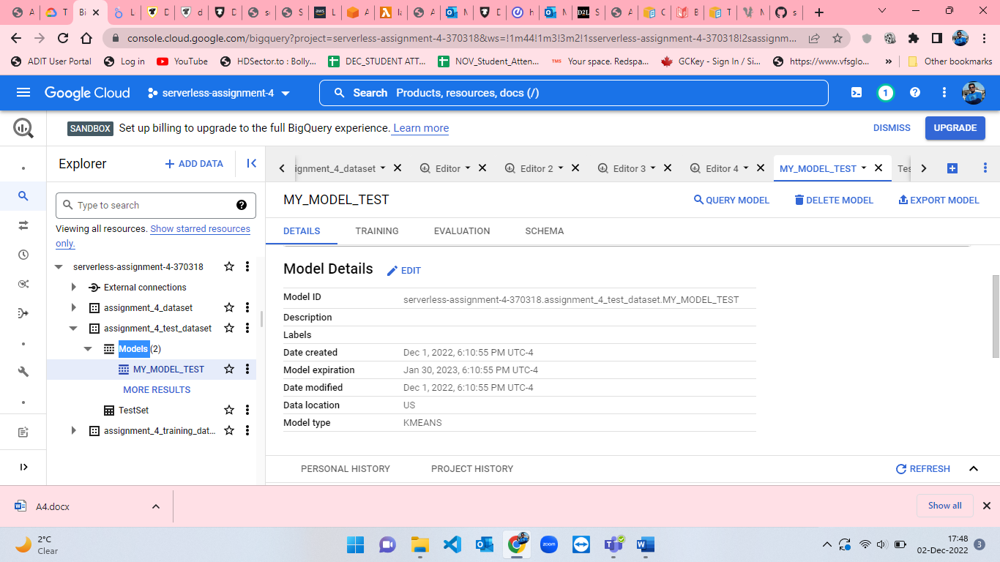 console.cloud.google.com/bigquery?project=serverless-assignment-4-370318&ws=!1m44!1m3!3m2!1sserverless-assignment-4-370318!2sassignm...
ADIT User Portal
Log in
YouTube
HDSector.to : Bolly...
DEC_STUDENT ATT...
NOV_Student_Atten...
Your space. Redspa...
GCKey - Sign In / Si...
https://www.vfsglo...
»
Other bookmarks
Google Cloud
serverless-assignment-4
Search Products, resources, docs (/)
1
SANDBOX Set up billing to upgrade to the full BigQuery experience. Learn more
DISMISS
UPGRADE
Explorer
+ ADD DATA
Type to search
Viewing all resources. Show starred resources
only.
serverless-assignment-4-370318
External connections
assignment_4_dataset
assignment_4_test_dataset
Models (2)
MY_MODEL_TEST
MORE RESULTS
TestSet
assignment_4_training_dat...
ignment_4_dataset
Editor
Editor 2
Editor 3
Editor 4
MY_MODEL_TEST
Tes
MY_MODEL_TEST
QUERY MODEL
DELETE MODEL
EXPORT MODEL
DETAILS
TRAINING
EVALUATION
SCHEMA
Model Details
EDIT
Model ID serverless-assignment-4-370318.assignment_4_test_dataset.MY_MODEL_TEST
Description
Labels
Date created Dec 1, 2022, 6:10:55 PM UTC-4
Model expiration Jan 30, 2023, 6:10:55 PM UTC-4
Date modified Dec 1, 2022, 6:10:55 PM UTC-4
Data location US
Model type KMEANS
PERSONAL HISTORY
PROJECT HISTORY
REFRESH
A4.docx
Show all
2°C
Clear
zoom
17:48
02-Dec-2022
3